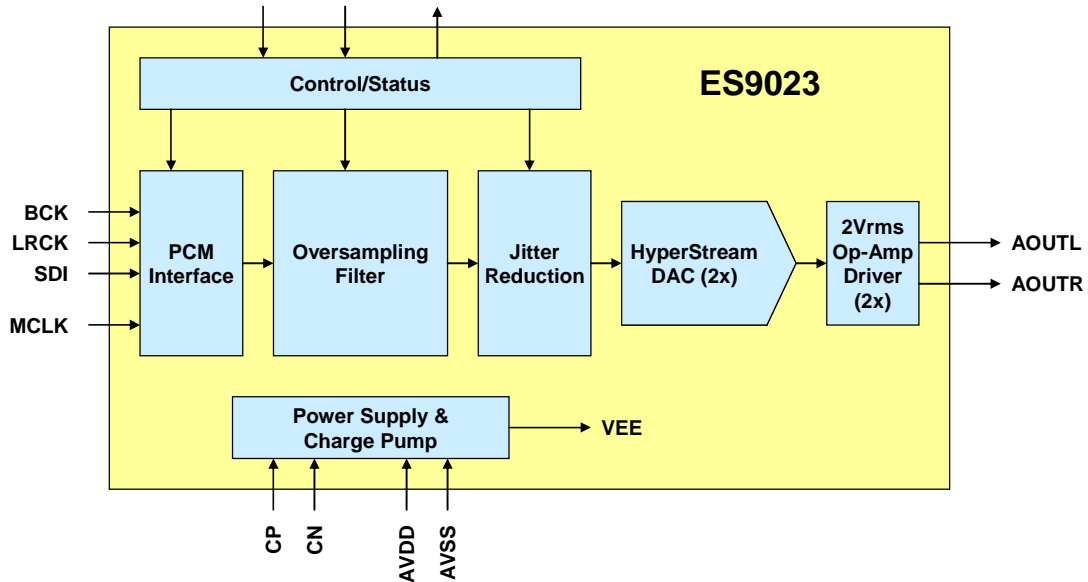 ES9023
Control/Status
BCK
LRCK
SDI
MCLK
PCM
Interface
Oversampling
Filter
Jitter
Reduction
HyperStream
DAC (2x)
2Vrms
Op-Amp
Driver
(2x)
AOUTL
AOUTR
Power Supply &
Charge Pump
VEE
CP
CN
AVDD
AVSS